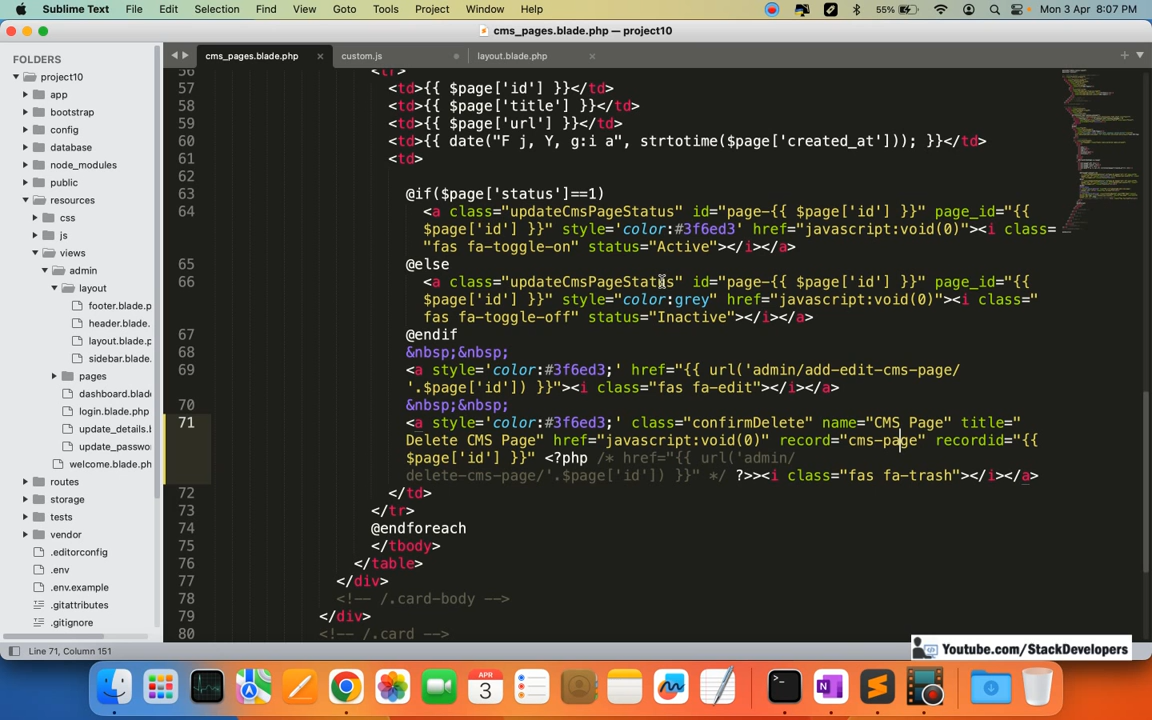 Sublime Text File Edit Selection Find View Goto Tools Project Window Help 55% Mon 3 Apr 8:07 PM
cms_pages.blade.php — project10
FOLDERS
project10
app
bootstrap
config
database
node_modules
public
resources
css
js
views
admin
layout
footer.blade.p
header.blade.
layout.blade.p
sidebar.blade.
pages
dashboard.blade
login.blade.php
update_details.b
update_passwor
welcome.blade.ph
routes
storage
tests
vendor
.editorconfig
.env
.env.example
.gitattributes
.gitignore
cms_pages.blade.php custom.js layout.blade.php
56 <tr>
57 <td>{{ $page['id'] }}</td>
58 <td>{{ $page['title'] }}</td>
59 <td>{{ $page['url'] }}</td>
60 <td>{{ date("F j, Y, g:i a", strtotime($page['created_at'])); }}</td>
61 <td>
62
63 @if($page['status']==1)
64 <a class="updateCmsPageStatus" id="page-{{ $page['id'] }}" page_id="{{
$page['id'] }}" style='color:#3f6ed3' href="javascript:void(0)"><i class=
"fas fa-toggle-on" status="Active"></i></a>
65 @else
66 <a class="updateCmsPageStatus" id="page-{{ $page['id'] }}" page_id="{{
$page['id'] }}" style="color:grey" href="javascript:void(0)"><i class="
fas fa-toggle-off" status="Inactive"></i></a>
67 @endif
68 &nbsp;&nbsp;
69 <a style='color:#3f6ed3;' href="{{ url('admin/add-edit-cms-page/
'.$page['id']) }}"><i class="fas fa-edit"></i></a>
70 &nbsp;&nbsp;
71 <a style='color:#3f6ed3;' class="confirmDelete" name="CMS Page" title="
Delete CMS Page" href="javascript:void(0)" record="cms-page" recordid="{{
$page['id'] }}" <?php /* href="{{ url('admin/
delete-cms-page/'.$page['id']) }}" */ ?>><i class="fas fa-trash"></i></a>
72 </td>
73 </tr>
74 @endforeach
75 </tbody>
76 </table>
77 </div>
78 <!-- /.card-body -->
79 </div>
80 <!-- /.card -->
Line 71, Column 151
Youtube.com/StackDevelopers
APR
3